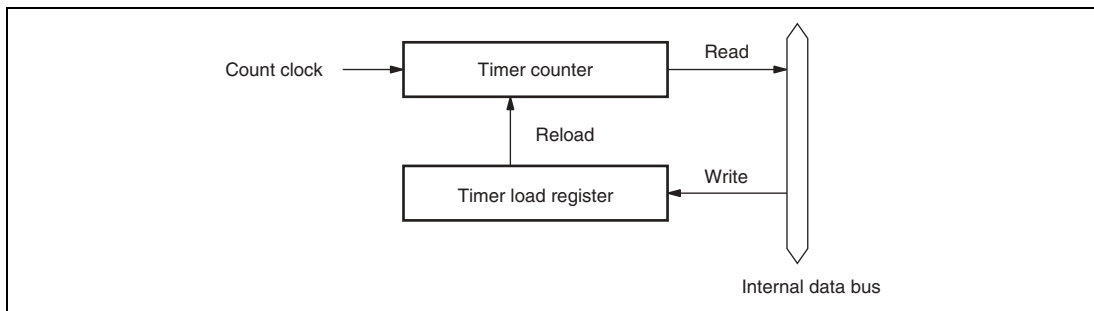 Read
Count clock
Timer counter
Reload
Write
Timer load register
Internal data bus